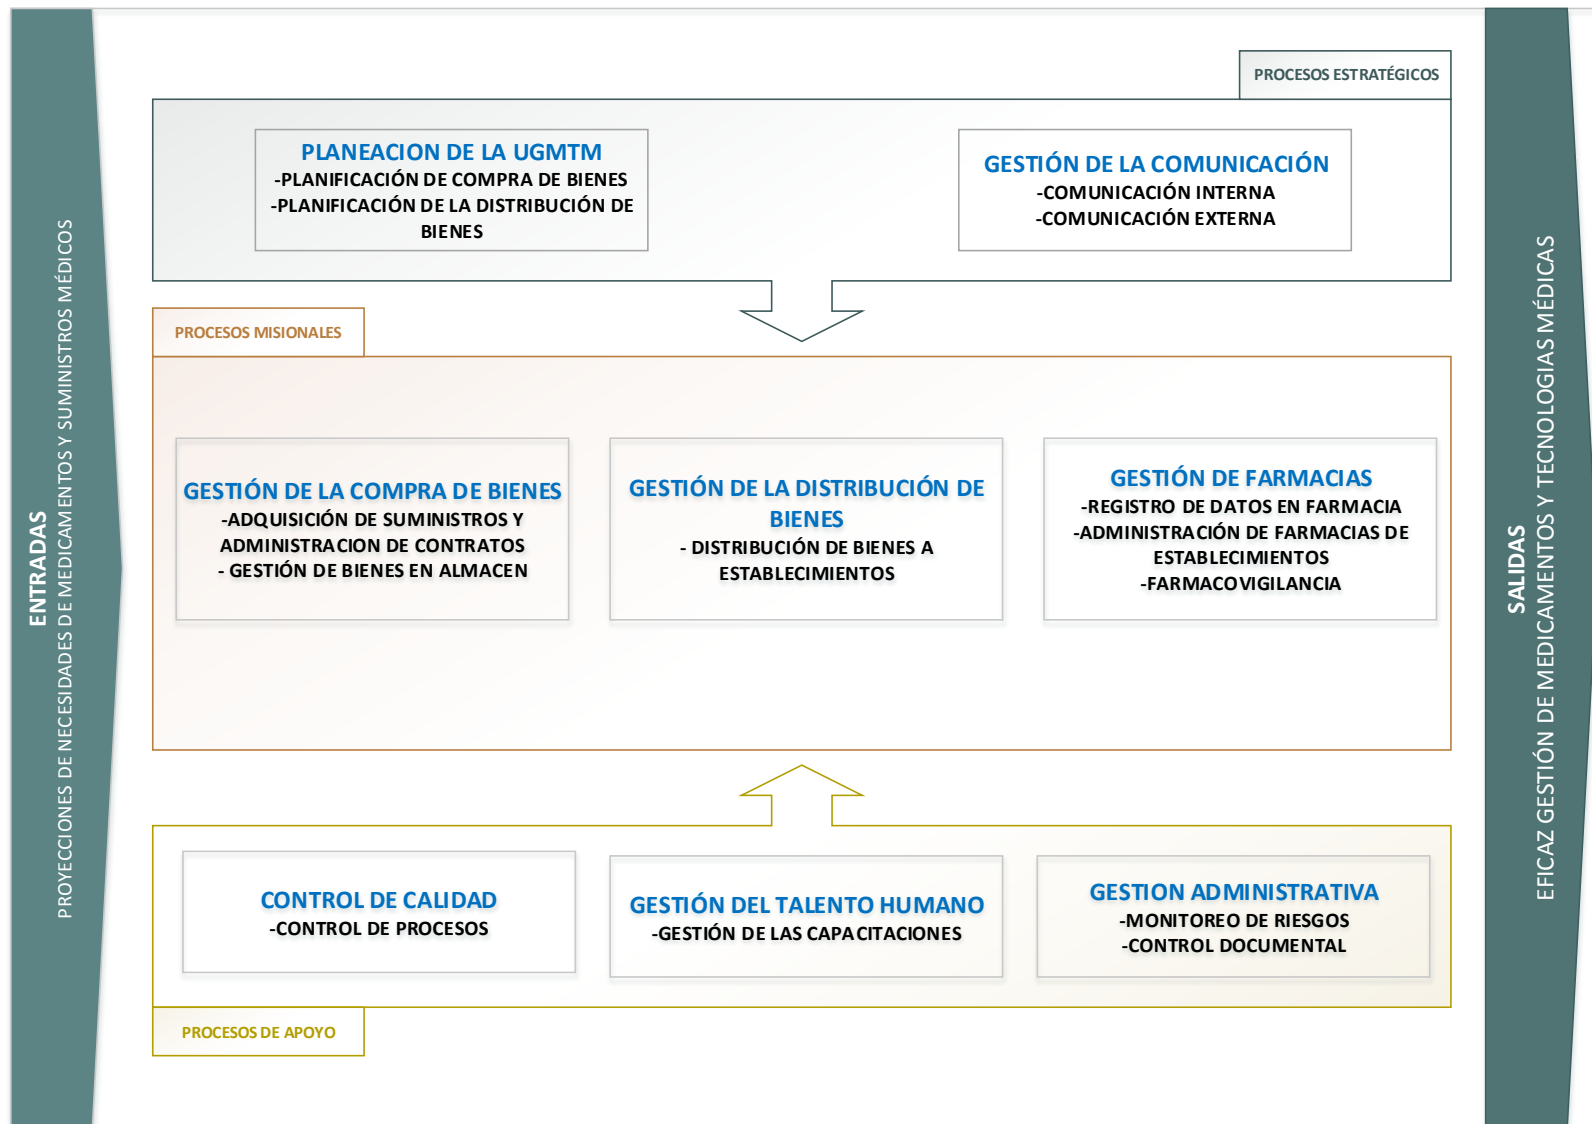 ENTRADAS
PROYECCIONES DE NECESIDADES DE MEDICAMENTOS Y SUMINISTROS MÉDICOS
PROCESOS ESTRATÉGICOS
PLANEACION DE LA UGMTM
-PLANIFICACIÓN DE COMPRA DE BIENES
-PLANIFICACIÓN DE LA DISTRIBUCIÓN DE
BIENES
GESTIÓN DE LA COMUNICACIÓN
-COMUNICACIÓN INTERNA
-COMUNICACIÓN EXTERNA
PROCESOS MISIONALES
GESTIÓN DE LA COMPRA DE BIENES
-ADQUISICIÓN DE SUMINISTROS Y
ADMINISTRACION DE CONTRATOS
- GESTIÓN DE BIENES EN ALMACEN
GESTIÓN DE LA DISTRIBUCIÓN DE
BIENES
- DISTRIBUCIÓN DE BIENES A
ESTABLECIMIENTOS
GESTIÓN DE FARMACIAS
-REGISTRO DE DATOS EN FARMACIA
-ADMINISTRACIÓN DE FARMACIAS DE
ESTABLECIMIENTOS
-FARMACOVIGILANCIA
CONTROL DE CALIDAD
-CONTROL DE PROCESOS
GESTIÓN DEL TALENTO HUMANO
-GESTIÓN DE LAS CAPACITACIONES
GESTION ADMINISTRATIVA
-MONITOREO DE RIESGOS
-CONTROL DOCUMENTAL
PROCESOS DE APOYO
SALIDAS
EFICAZ GESTIÓN DE MEDICAMENTOS Y TECNOLOGIAS MÉDICAS